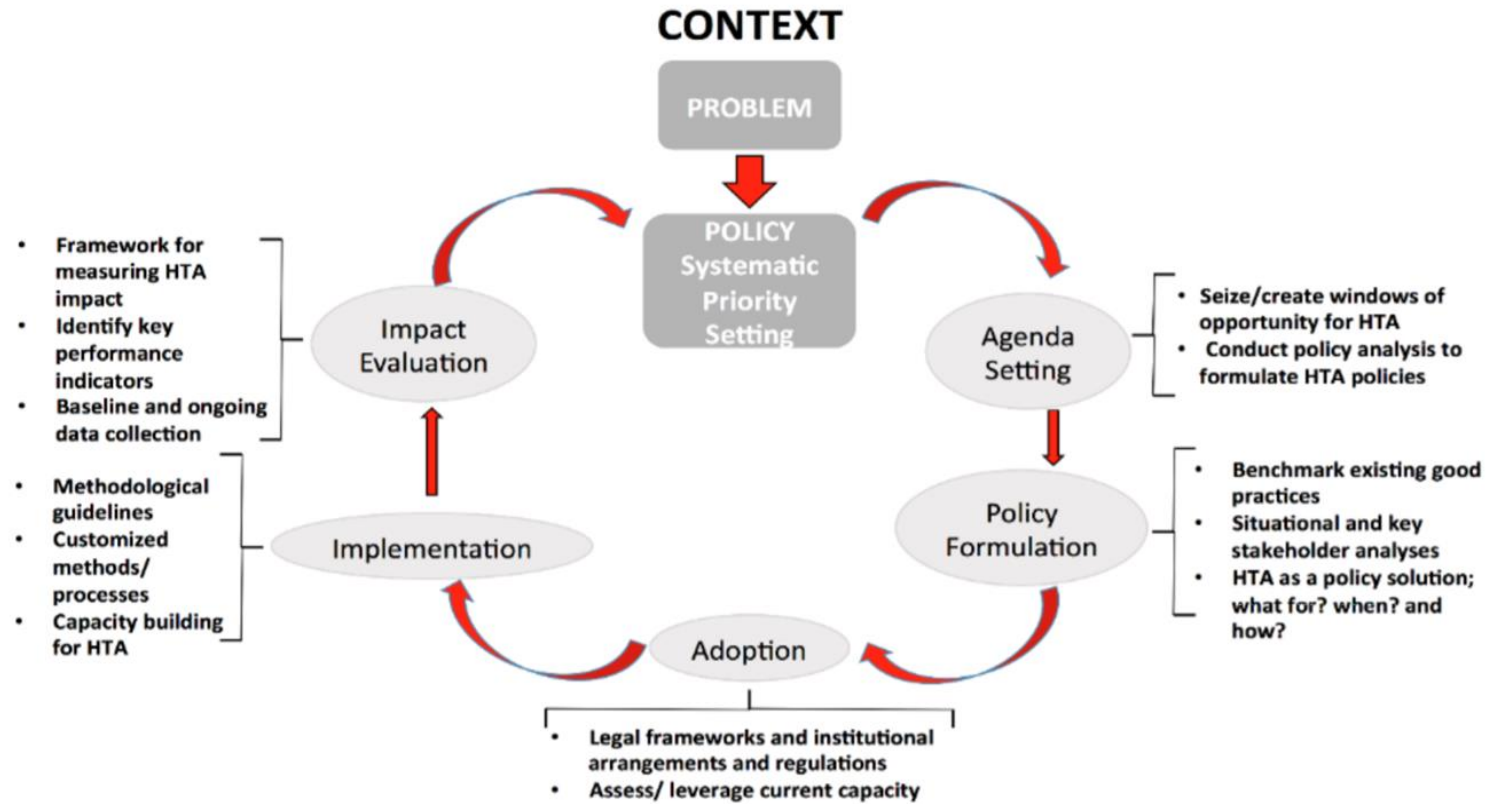 CONTEXT
PROBLEM
POLICY
Systematic
Priority
Setting
Agenda
Setting
• Seize/create windows of
opportunity for HTA
• Conduct policy analysis to
formulate HTA policies
Policy
Formulation
• Benchmark existing good
practices
• Situational and key
stakeholder analyses
• HTA as a policy solution;
what for? when? and
how?
Adoption
• Legal frameworks and institutional
arrangements and regulations
• Assess/ leverage current capacity
Implementation
• Methodological
guidelines
• Customized
methods/
processes
• Capacity building
for HTA
Impact
Evaluation
• Framework for
measuring HTA
impact
• Identify key
performance
indicators
• Baseline and ongoing
data collection